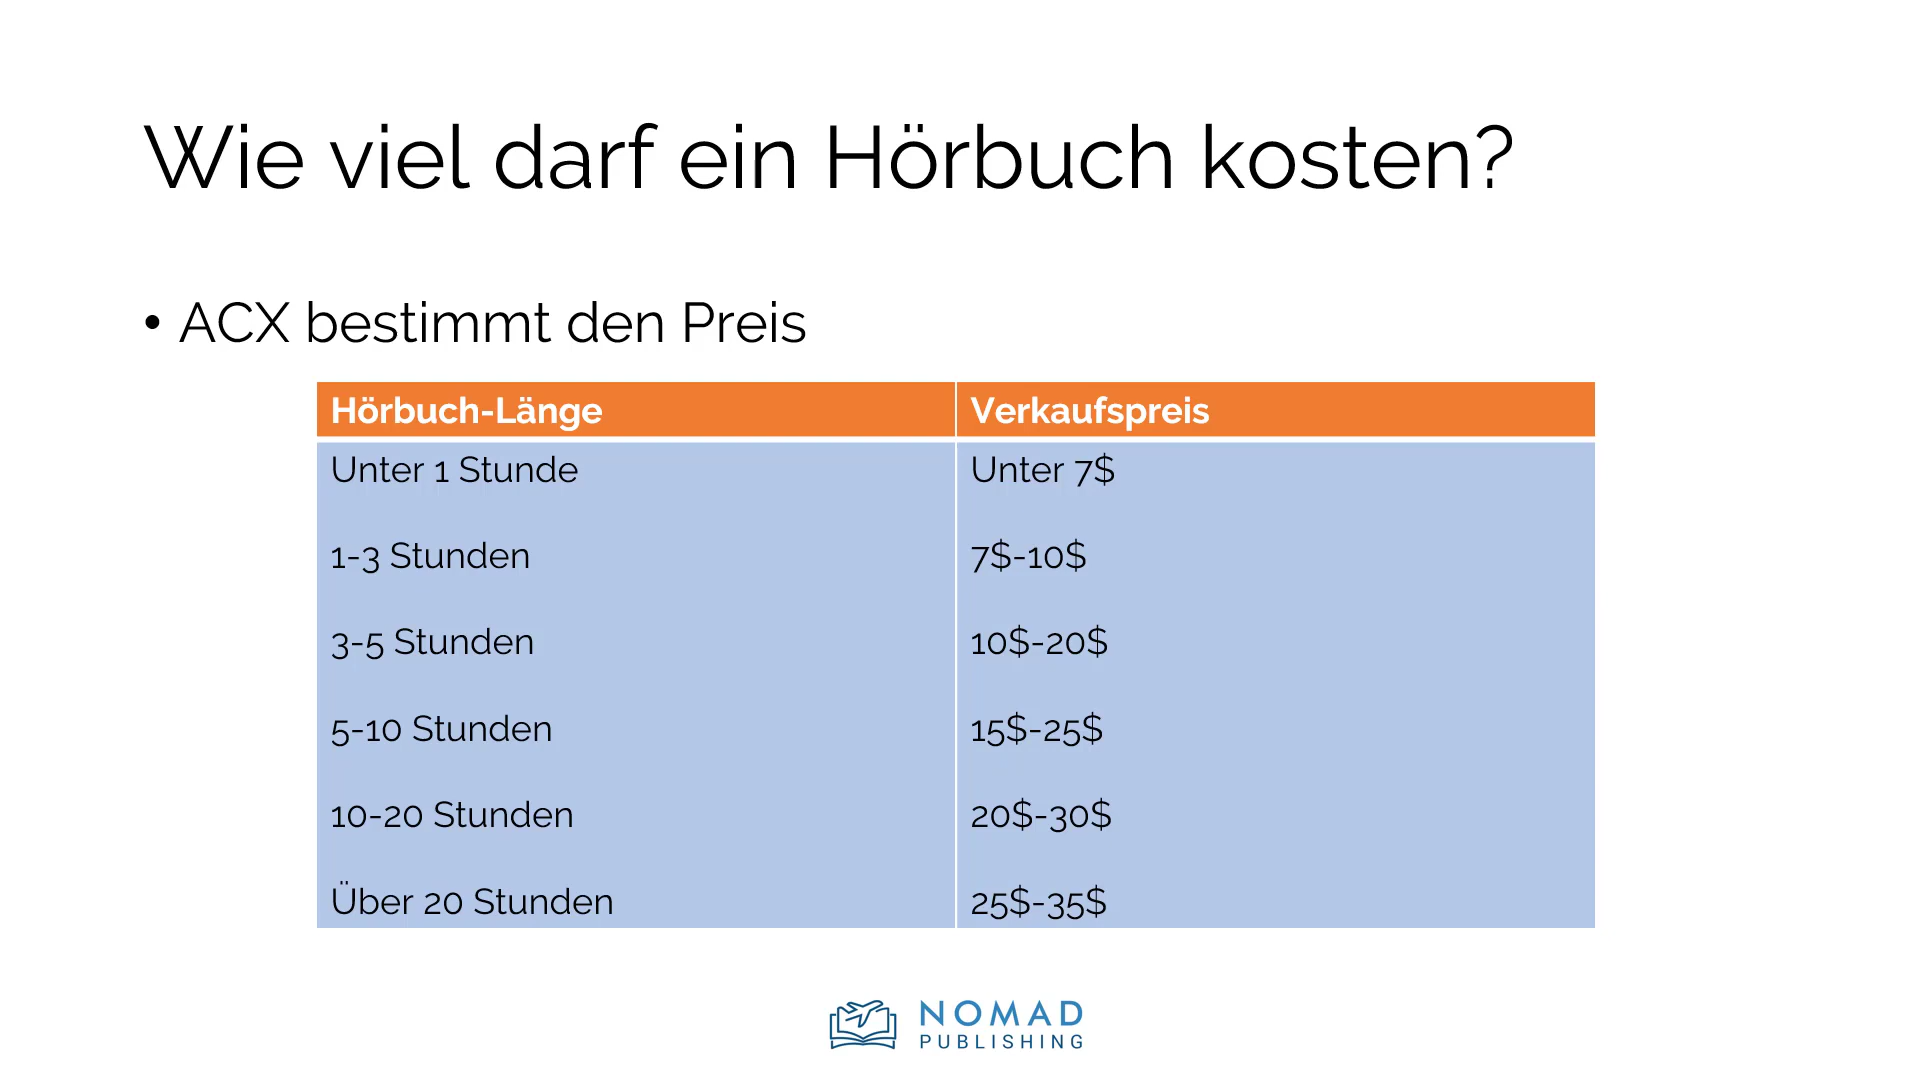 Wie viel darf ein Hörbuch kosten?
• ACX bestimmt den Preis
Hörbuch-Länge Verkaufspreis
Unter 1 Stunde Unter 7$
1-3 Stunden 7$-10$
3-5 Stunden 10$-20$
5-10 Stunden 15$-25$
10-20 Stunden 20$-30$
Über 20 Stunden 25$-35$
NOMAD
PUBLISHING